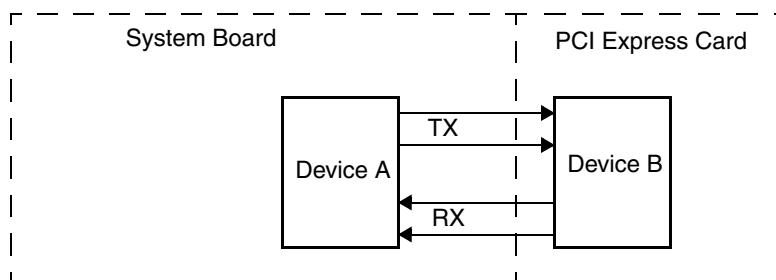 System Board
PCI Express Card
TX
Device A
Device B
RX